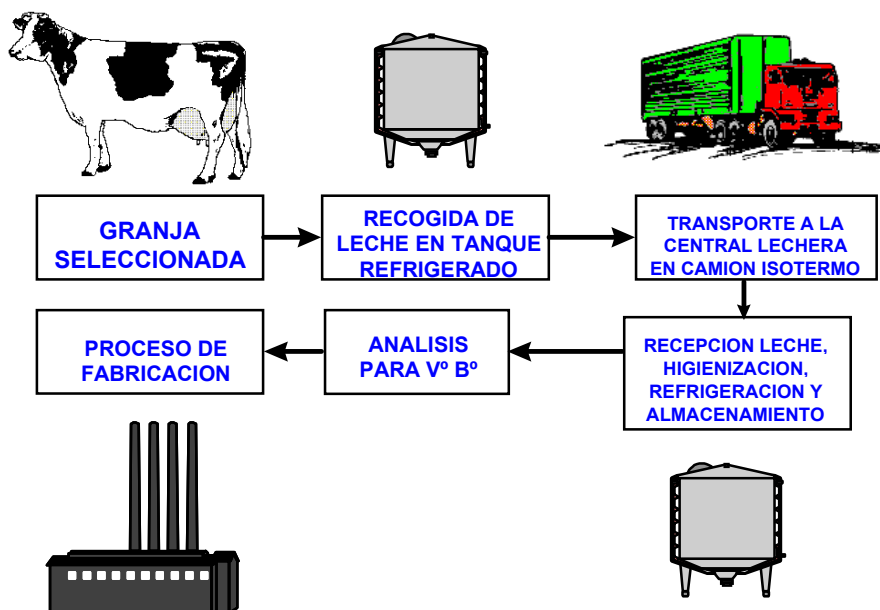 GRANJA
SELECCIONADA
RECOGIDA DE
LECHE EN TANQUE
REFRIGERADO
TRANSPORTE A LA
CENTRAL LECHERA
EN CAMION ISOTERMO
RECEPCION LECHE,
HIGIENIZACION,
REFRIGERACION Y
ALMACENAMIENTO
ANALISIS
PARA Vº Bº
PROCESO DE
FABRICACION